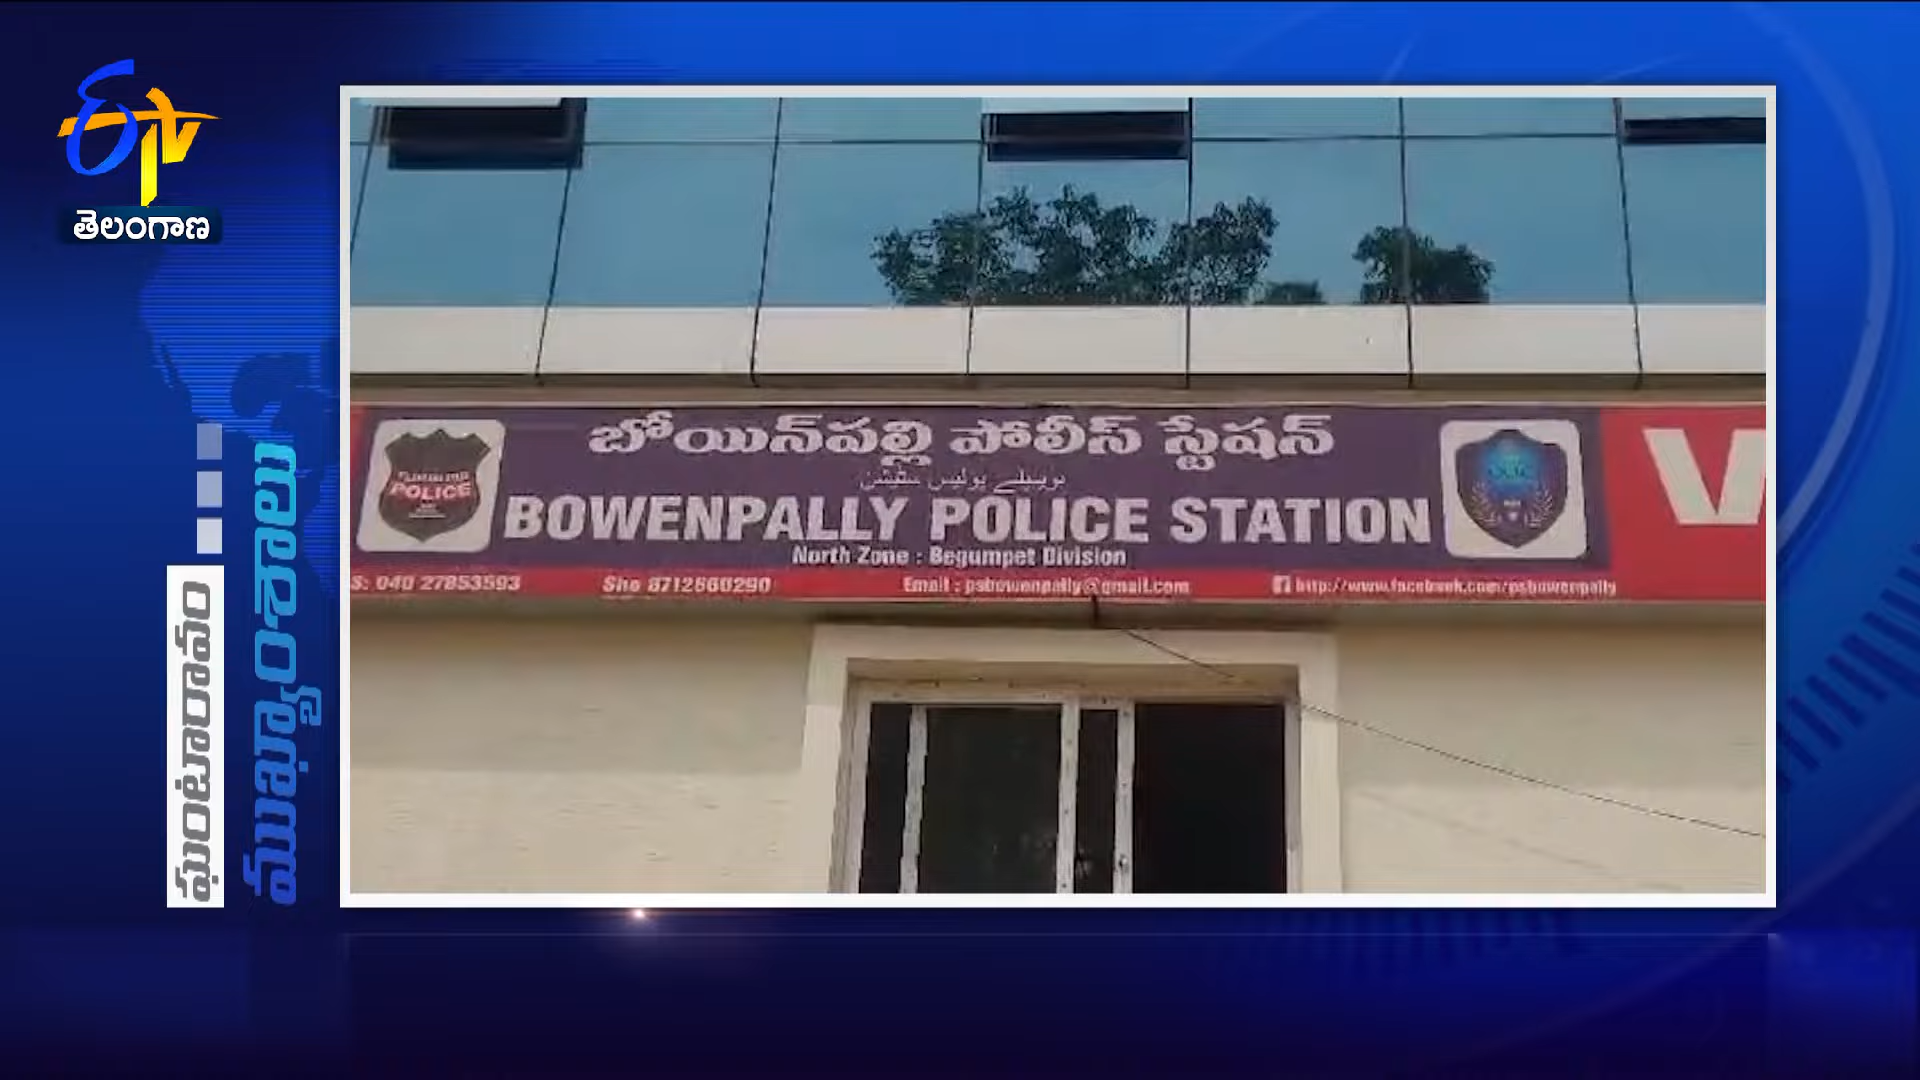 తెలంగాణ
బోయిన్‌పల్లి పోలీస్ స్టేషన్
POLICE
BOWENPALLY POLICE STATION
North Zone : Begumpet Division
S: 040 27853593
Sho 8712660290
Email : psbowenpally@gmail.com
http://www.facebook.com/psbowenpally
ఘంటారావం